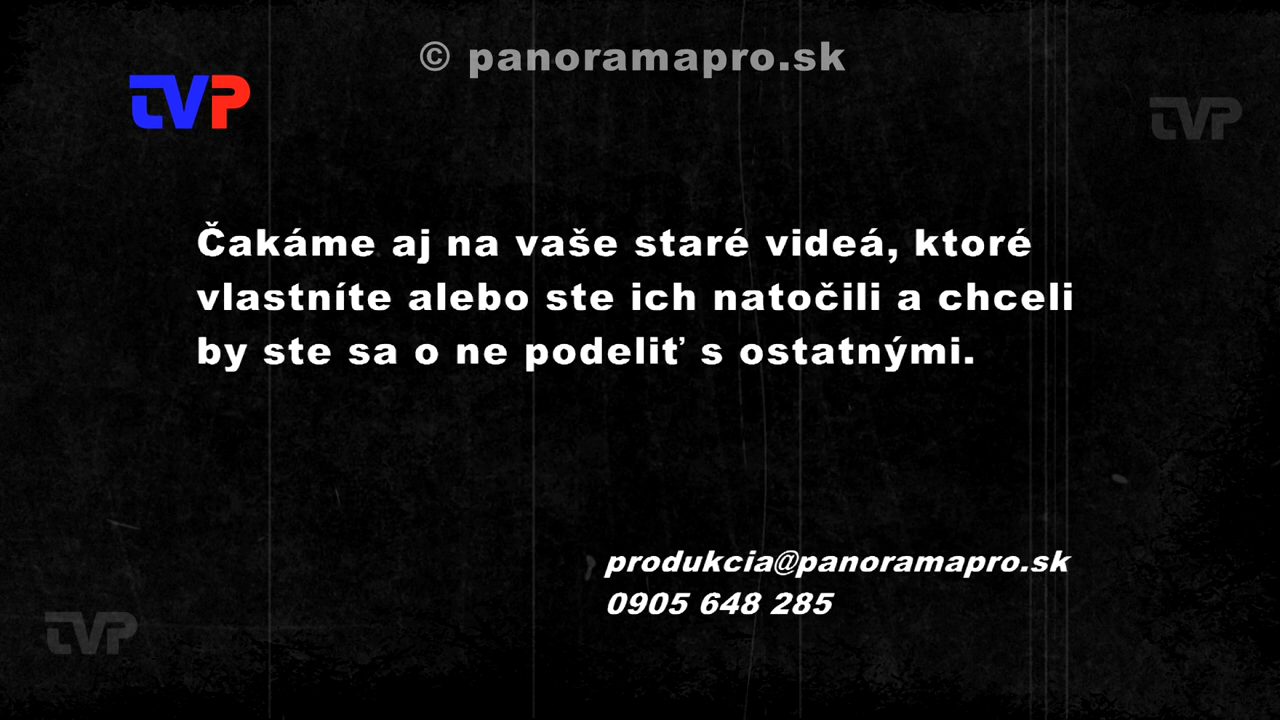 © panoramapro.sk
TVP
TVP
Čakáme aj na vaše staré videá, ktoré
vlastníte alebo ste ich natočili a chceli
by ste sa o ne podeliť s ostatnými.
produkcia@panoramapro.sk
0905 648 285
TVP